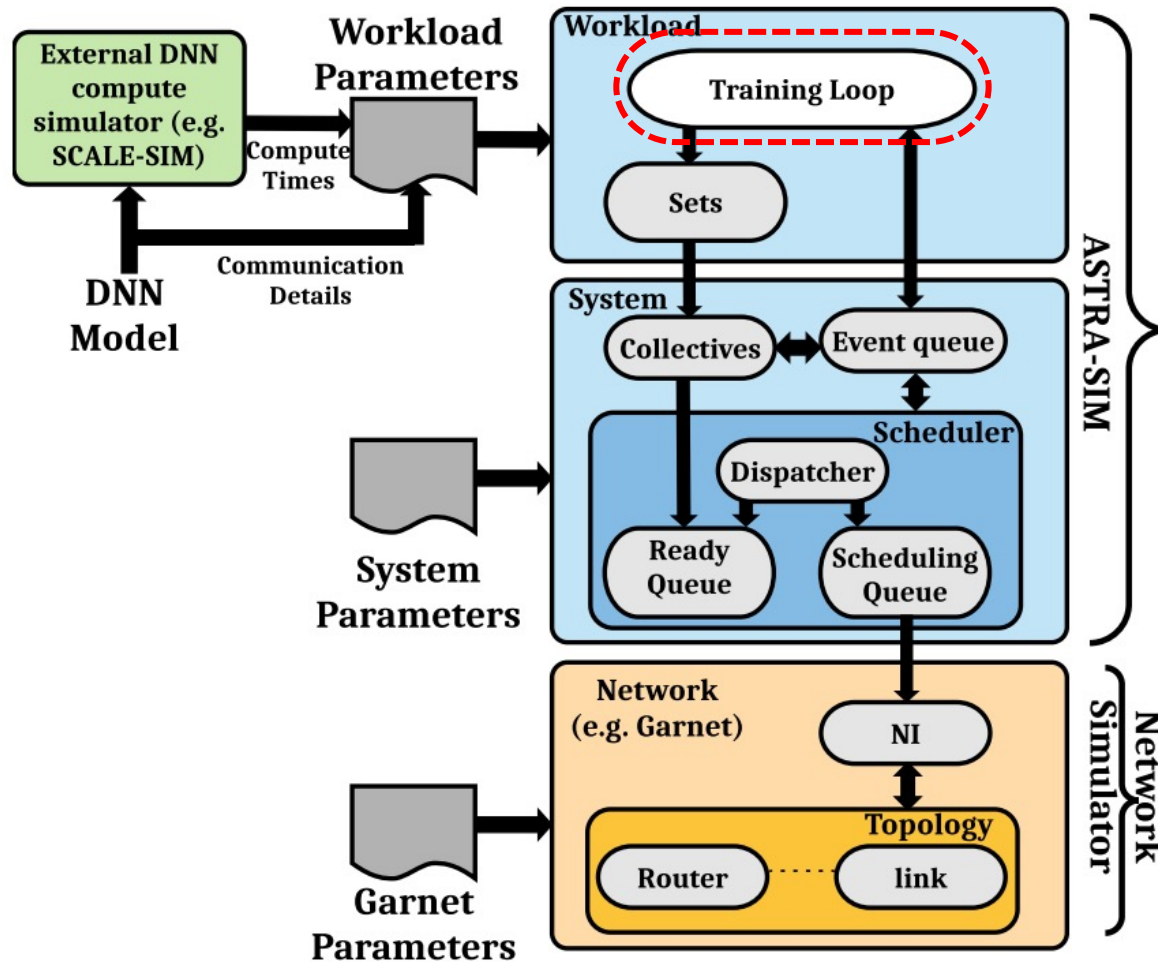 External DNN
compute
simulator (e.g.
SCALE-SIM)
Compute
Times
Communication
Details
DNN
Model
Workload
Parameters
Workload
Training Loop
Sets
System
Collectives
Event queue
Scheduler
Dispatcher
Ready
Queue
Scheduling
Queue
System
Parameters
ASTRA-SIM
Network
(e.g. Garnet)
NI
Topology
Router
link
Garnet
Parameters
Network
Simulator